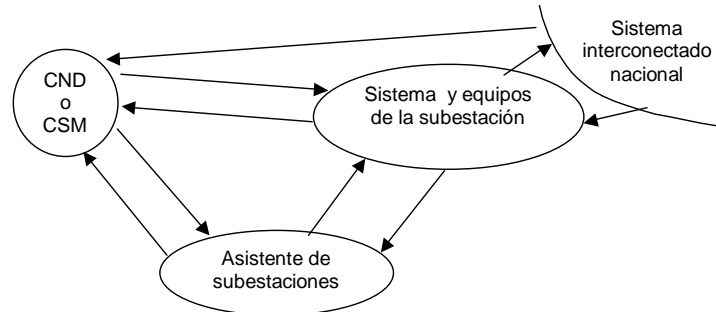 Sistema
interconectado
nacional
CND
o
CSM
Sistema y equipos
de la subestación
Asistente de
subestaciones